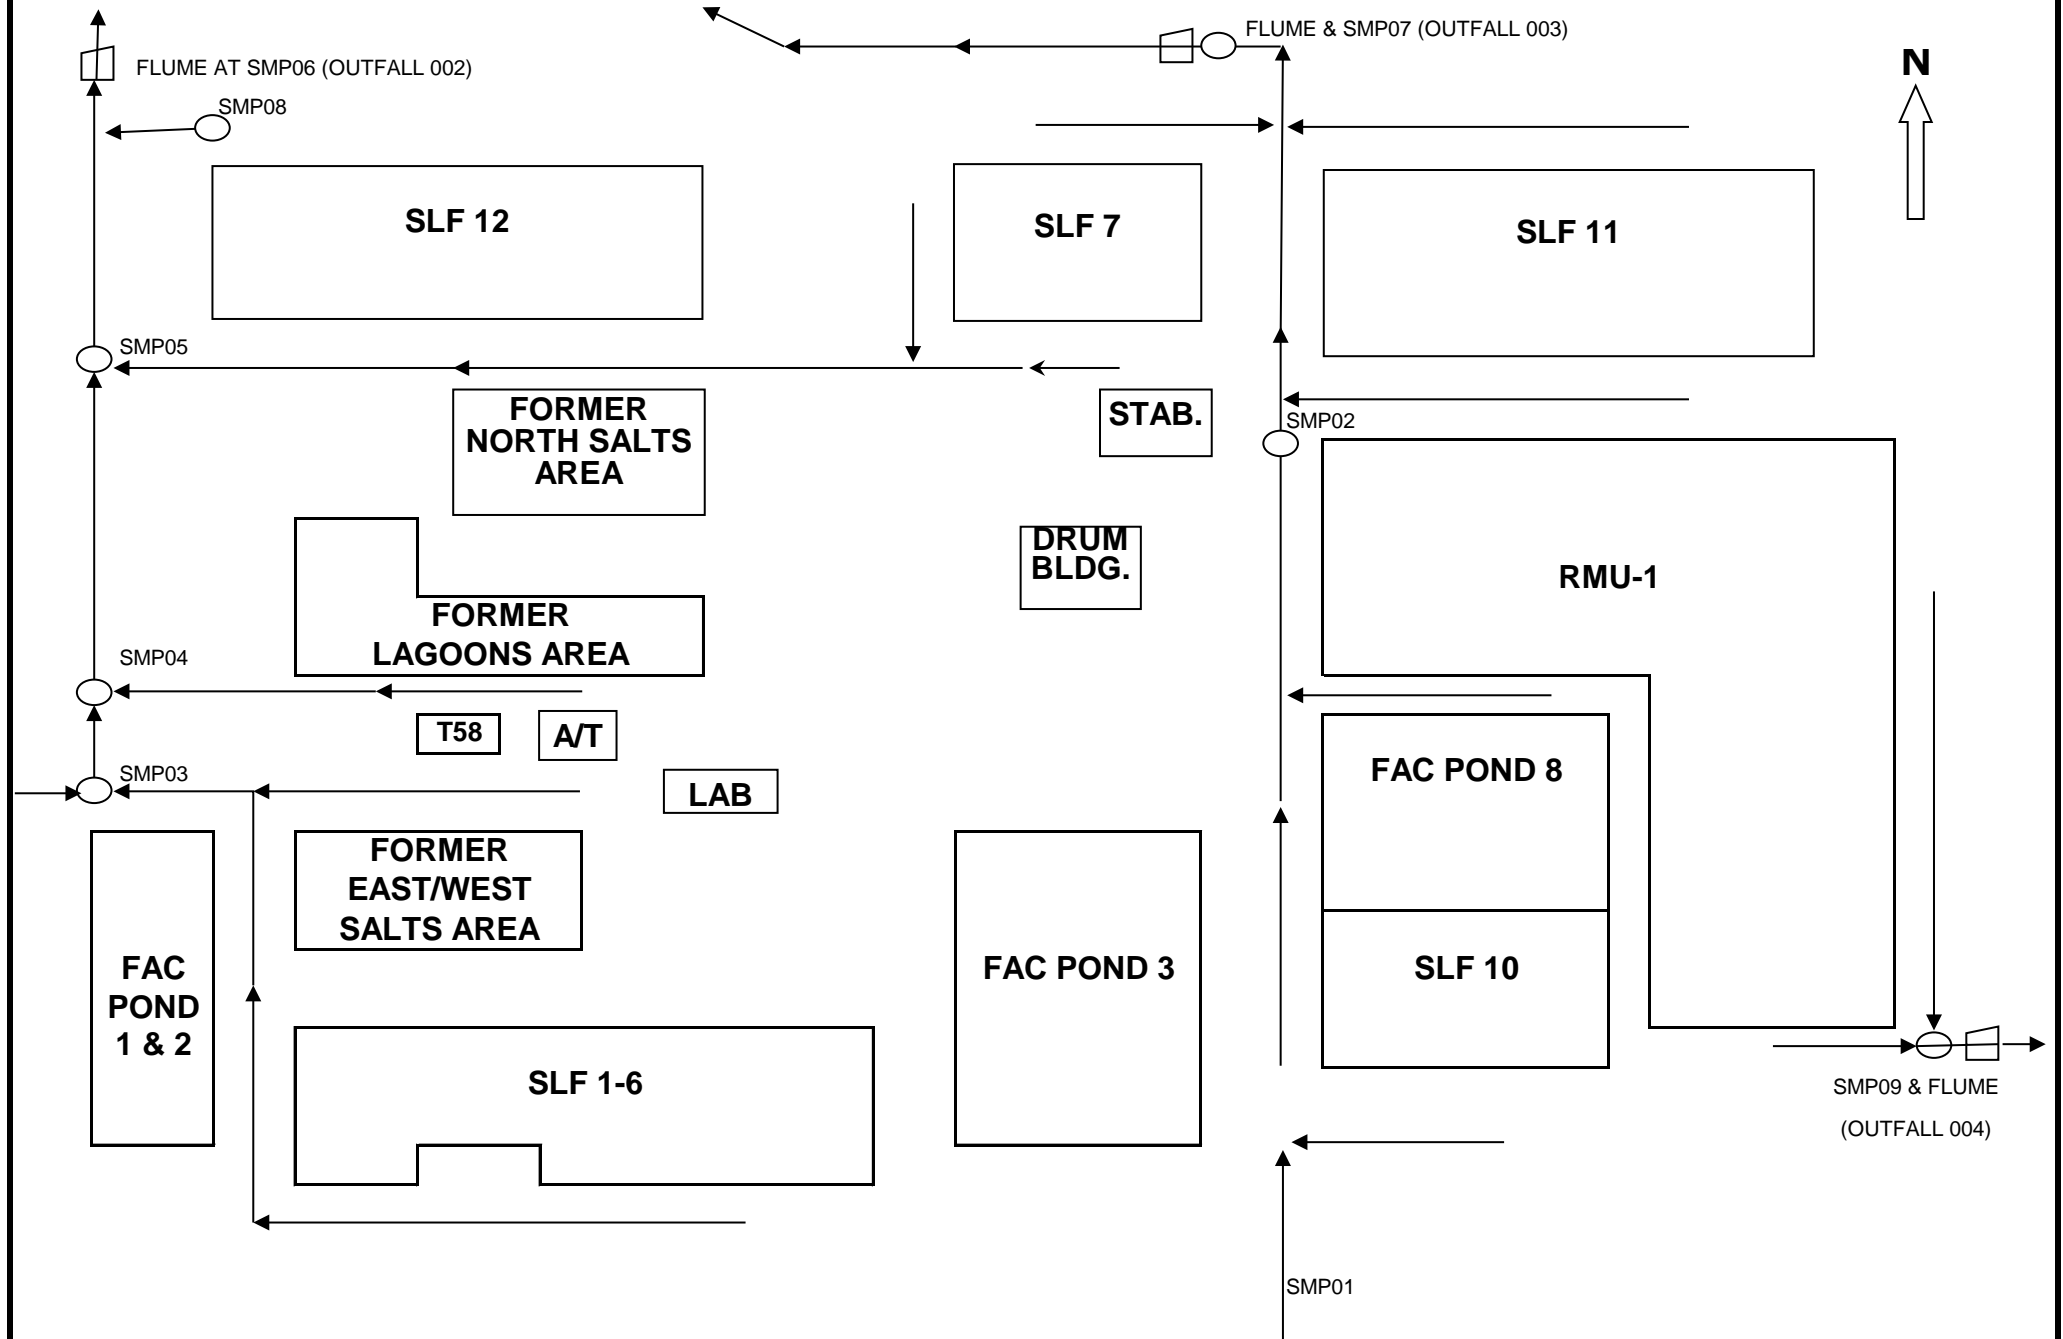 FLUME & SMP07 (OUTFALL 003)
FLUME AT SMP06 (OUTFALL 002)
N
SMP08
SLF 12
SLF 7
SLF 11
SMP05
FORMER
NORTH SALTS
AREA
STAB.
SMP02
DRUM
BLDG.
RMU-1
FORMER
LAGOONS AREA
SMP04
T58
A/T
FAC POND 8
SMP03
LAB
FORMER
EAST/WEST
SALTS AREA
FAC
POND
1 & 2
FAC POND 3
SLF 10
SLF 1-6
SMP09 & FLUME
(OUTFALL 004)
SMP01